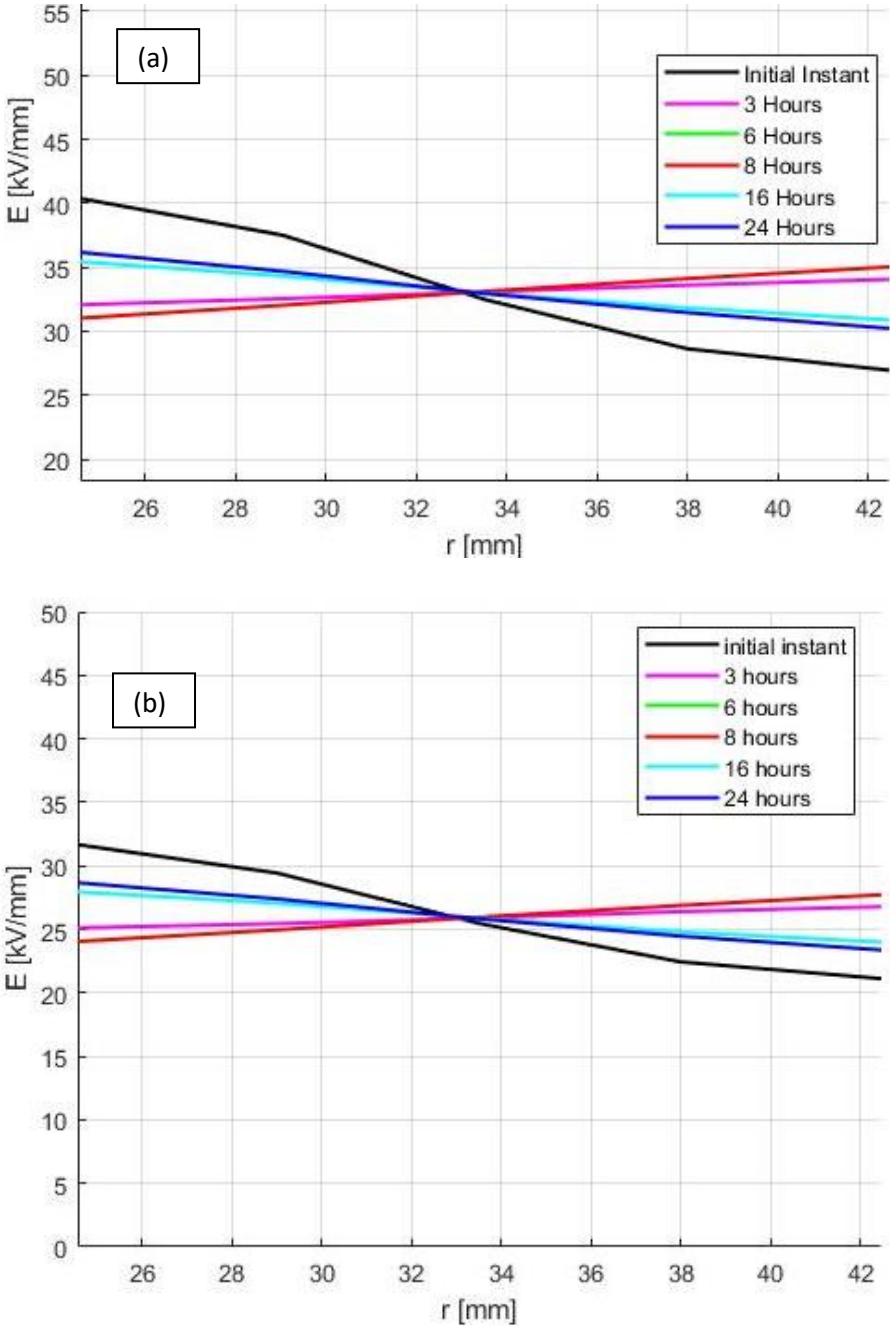 (a)
55
50
45
40
35
30
25
20
E [kV/mm]
Initial Instant
3 Hours
6 Hours
8 Hours
16 Hours
24 Hours
26 28 30 32 34 36 38 40 42
r [mm]
(b)
50
45
40
35
30
25
20
15
10
5
0
E [kV/mm]
initial instant
3 hours
6 hours
8 hours
16 hours
24 hours
26 28 30 32 34 36 38 40 42
r [mm]